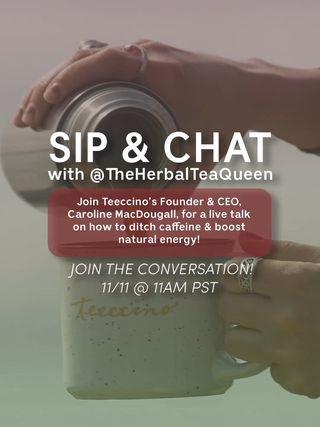 SIP & CHAT
with @TheHerbalTeaQueen
Join Teeccino's Founder & CEO,
Caroline MacDougall, for a live talk
on how to ditch caffeine & boost
natural energy!
JOIN THE CONVERSATION!
11/11 @ 11AM PST
teeccino